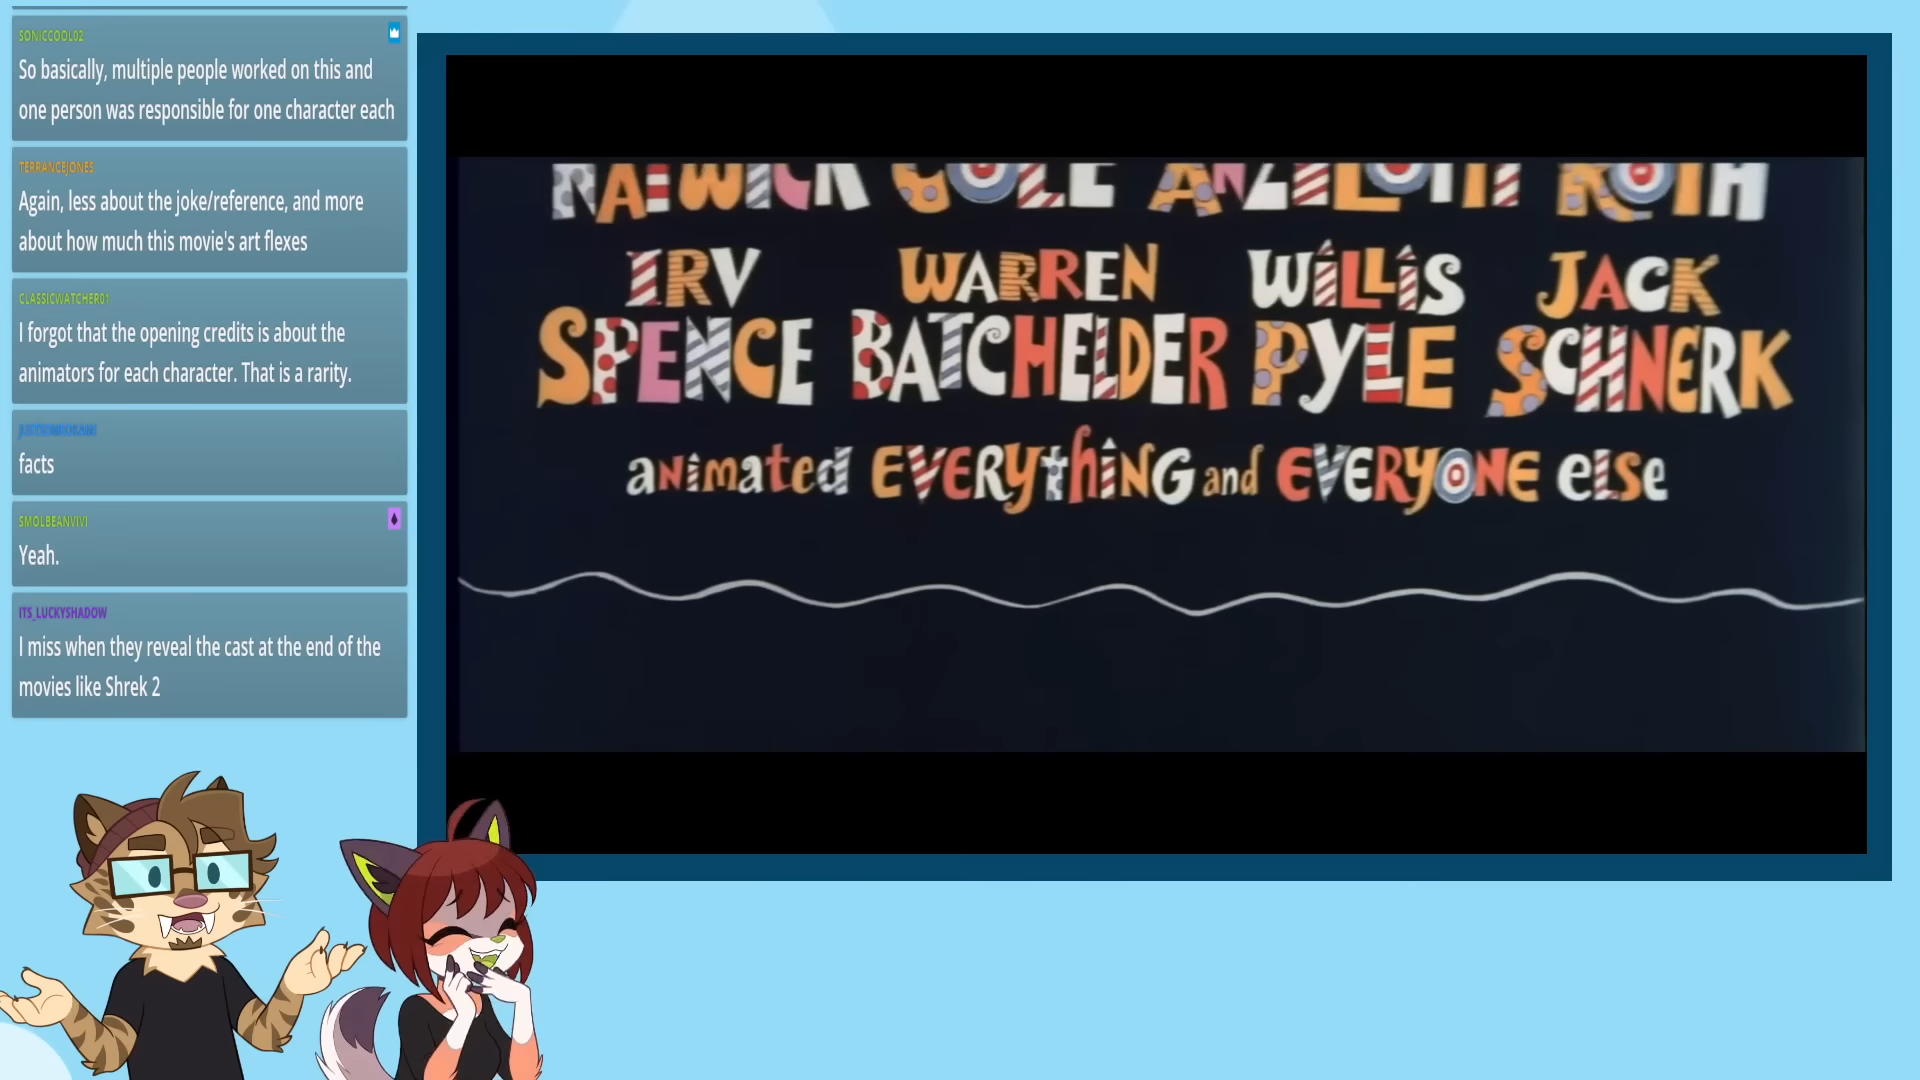 SONICCOOL02
So basically, multiple people worked on this and
one person was responsible for one character each
TERRANCEJONES
Again, less about the joke/reference, and more
about how much this movie's art flexes
CLASSICWATCHER01
I forgot that the opening credits is about the
animators for each character. That is a rarity.
facts
SMOLBEANVIVI
Yeah.
ITS_LUCKYSHADOW
I miss when they reveal the cast at the end of the
movies like Shrek 2
NATWICK COLE ANZILOTTI ROTH
IRV WARREN WiLLiS JACK
SPENCE BATCHELDER PyLE SCHNERK
animated EVERYthiNG and EVERYONE else